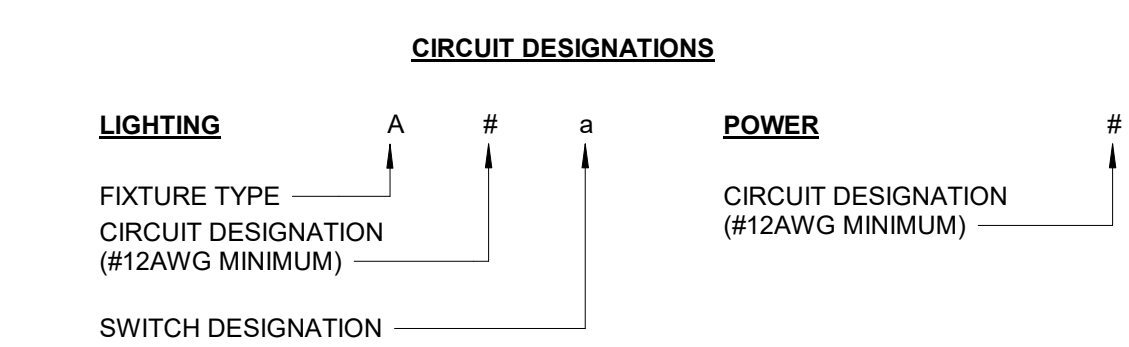 CIRCUIT DESIGNATIONS
LIGHTING A # a
FIXTURE TYPE
CIRCUIT DESIGNATION
(#12AWG MINIMUM)
SWITCH DESIGNATION
POWER #
CIRCUIT DESIGNATION
(#12AWG MINIMUM)